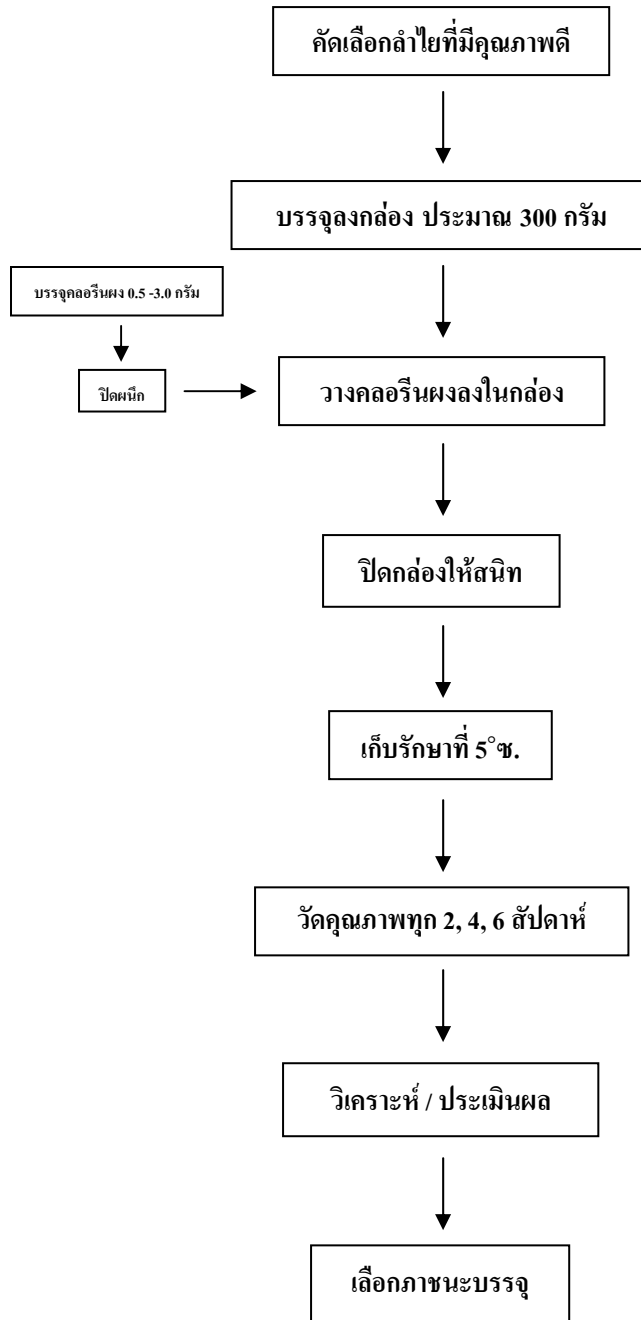 คัดเลือกลำไยที่มีคุณภาพดี
บรรจุลงกล่อง ประมาณ 300 กรัม
บรรจุคลอรีนผง 0.5 -3.0 กรัม
ปิดผนึก
วางคลอรีนผงลงในกล่อง
ปิดกล่องให้สนิท
เก็บรักษาที่ 5°ซ.
วัดคุณภาพทุก 2, 4, 6 สัปดาห์
วิเคราะห์ / ประเมินผล
เลือกภาชนะบรรจุ